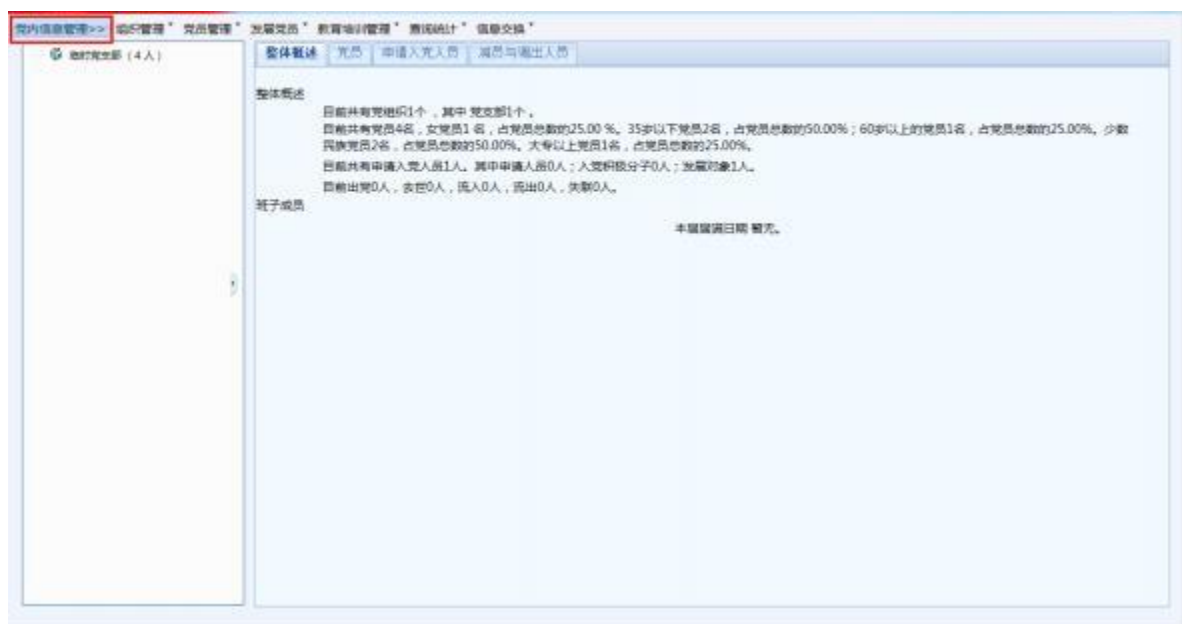 党内信息管理>> 组织管理 党员管理 发展党员 教育培训管理 查询统计 信息交换
临时党支部（4人）
整体概述 党员 申请入党人员 减员与退出人员
整体概述
目前共有党组织1个，其中 党支部1个。
目前共有党员4名，女党员1 名，占党员总数的25.00 %。35岁以下党员2名，占党员总数的50.00%；60岁以上的党员1名，占党员总数的25.00%。少数
民族党员2名，占党员总数的50.00%。大专以上党员1名，占党员总数的25.00%。
目前共有申请入党人员1人。其中申请人员0人；入党积极分子0人；发展对象1人。
目前出党0人，去世0人，流入0人，流出0人，失联0人。
班子成员
本届届满日期 暂无。